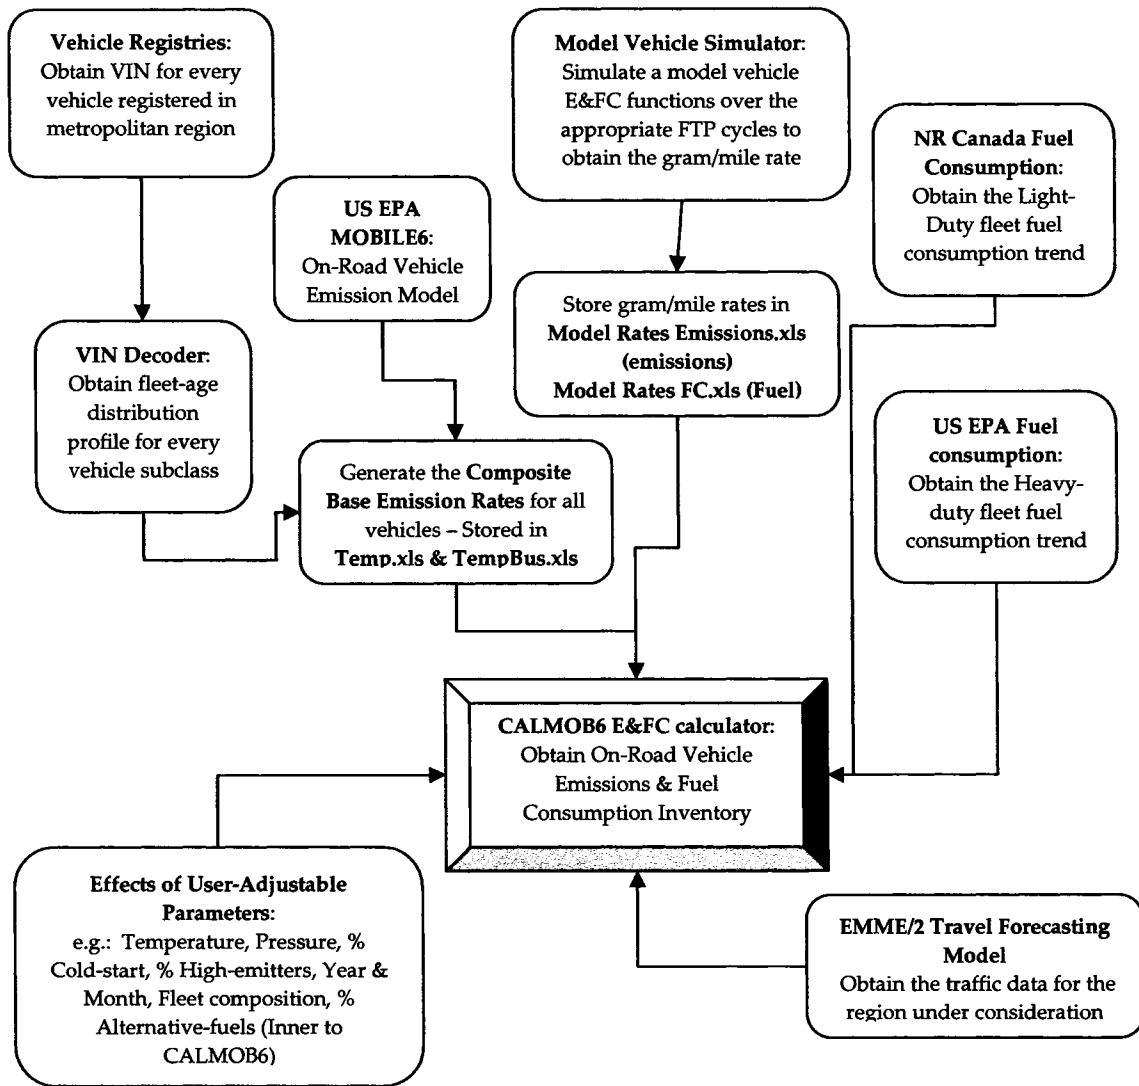 Vehicle Registries:
Obtain VIN for every
vehicle registered in
metropolitan region
Model Vehicle Simulator:
Simulate a model vehicle
E&FC functions over the
appropriate FTP cycles to
obtain the gram/mile rate
NR Canada Fuel
Consumption:
Obtain the Light-
Duty fleet fuel
consumption trend
US EPA
MOBILE6:
On-Road Vehicle
Emission Model
Store gram/mile rates in
Model Rates Emissions.xls
(emissions)
Model Rates FC.xls (Fuel)
VIN Decoder:
Obtain fleet-age
distribution
profile for every
vehicle subclass
US EPA Fuel
consumption:
Obtain the Heavy-
duty fleet fuel
consumption trend
Generate the Composite
Base Emission Rates for all
vehicles – Stored in
Temp.xls & TempBus.xls
CALMOB6 E&FC calculator:
Obtain On-Road Vehicle
Emissions & Fuel
Consumption Inventory
Effects of User-Adjustable
Parameters:
e.g.: Temperature, Pressure, %
Cold-start, % High-emitters, Year &
Month, Fleet composition, %
Alternative-fuels (Inner to
CALMOB6)
EMME/2 Travel Forecasting
Model
Obtain the traffic data for the
region under consideration